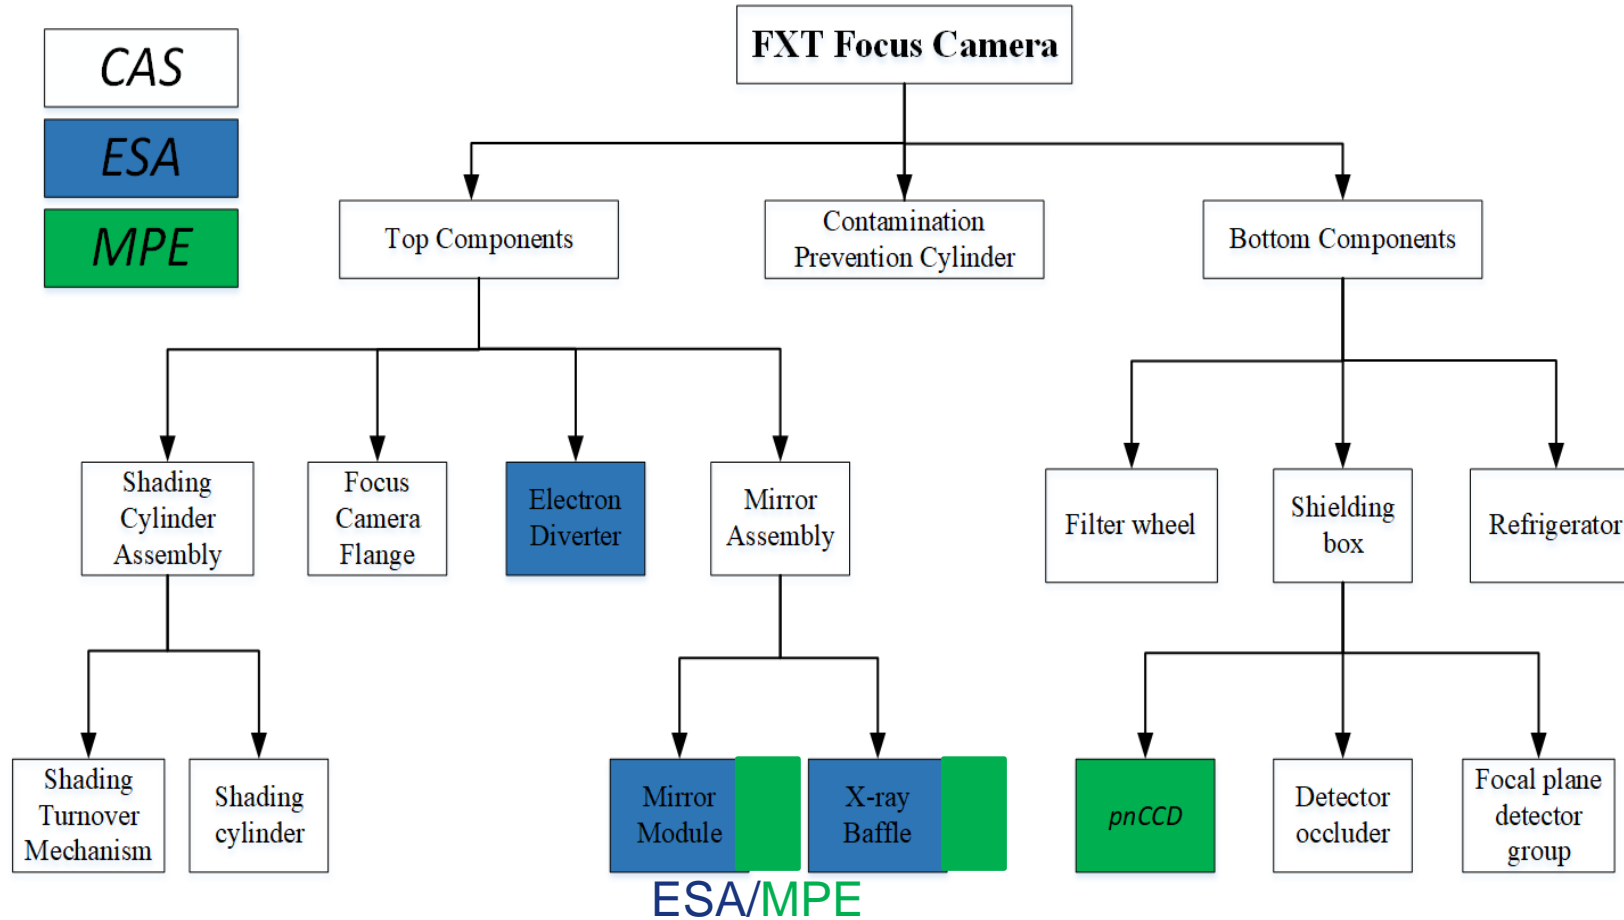 CAS
ESA
MPE
FXT Focus Camera
Top Components
Contamination
Prevention Cylinder
Bottom Components
Shading
Cylinder
Assembly
Focus
Camera
Flange
Electron
Diverter
Mirror
Assembly
Filter wheel
Shielding
box
Refrigerator
Shading
Turnover
Mechanism
Shading
cylinder
Mirror
Module
X-ray
Baffle
pnCCD
Detector
occluder
Focal plane
detector
group
ESA/MPE